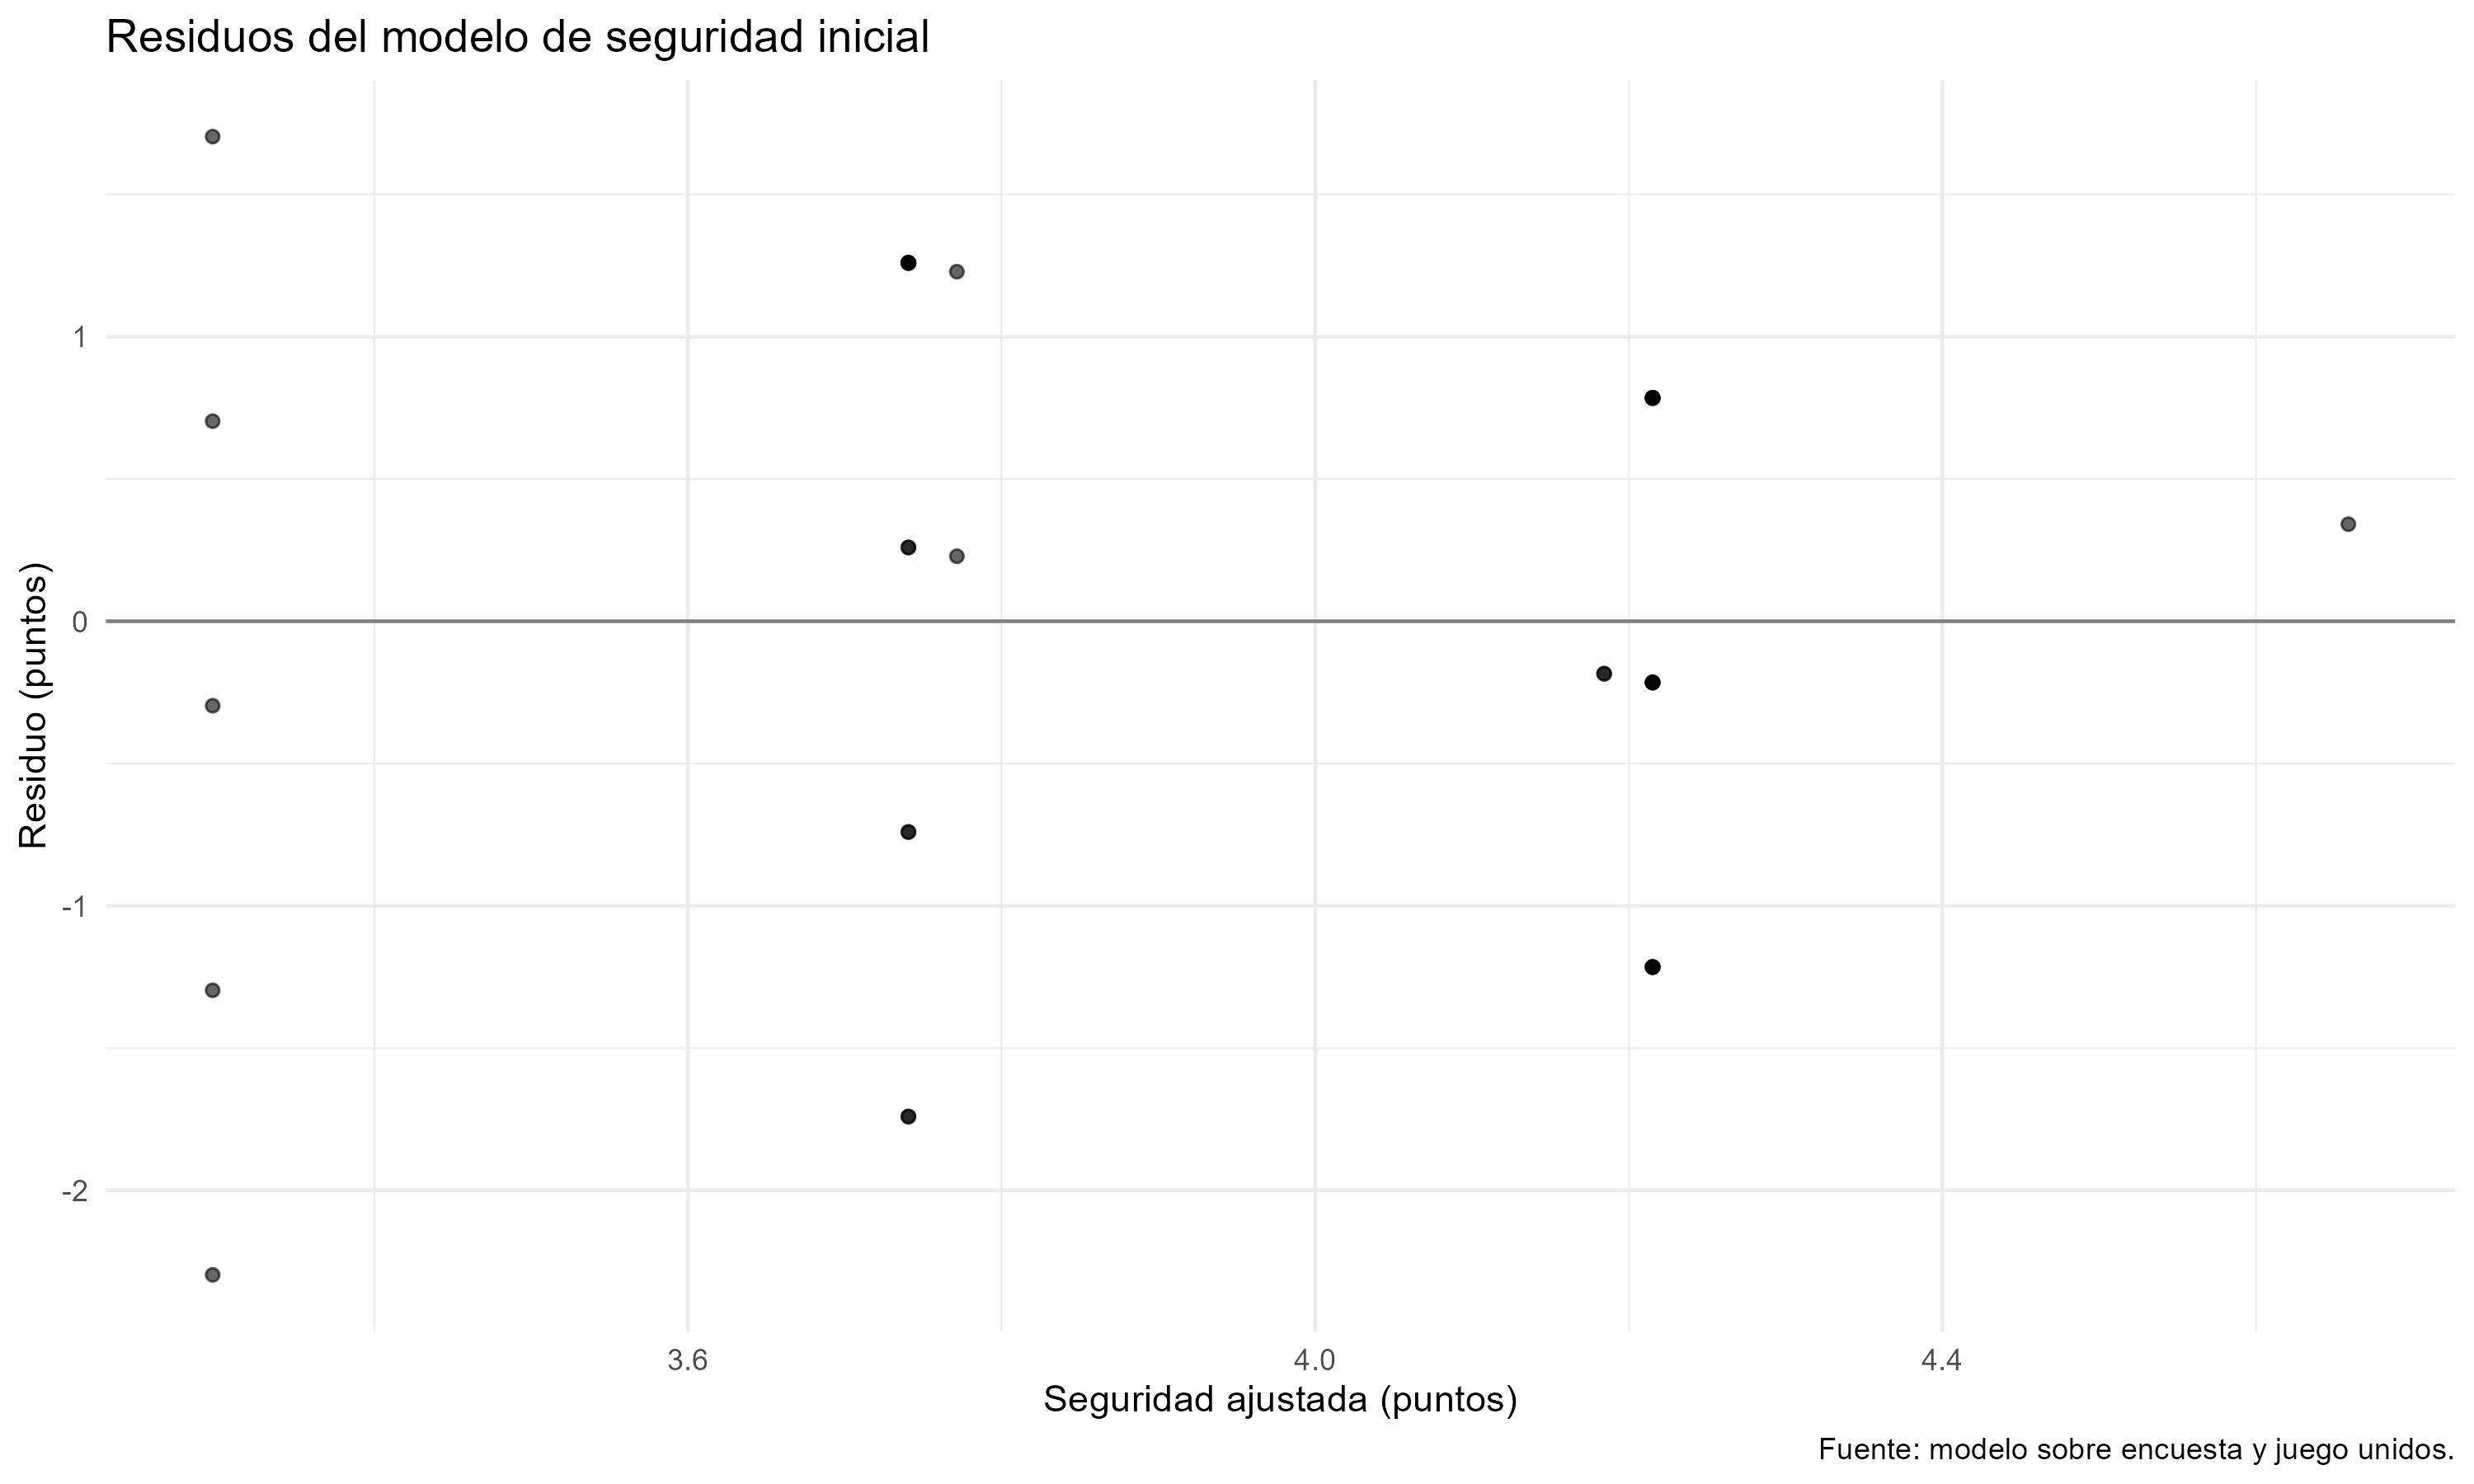 Residuos del modelo de seguridad inicial
Residuo (puntos)
1
0
-1
-2
3.6
4.0
4.4
Seguridad ajustada (puntos)
Fuente: modelo sobre encuesta y juego unidos.